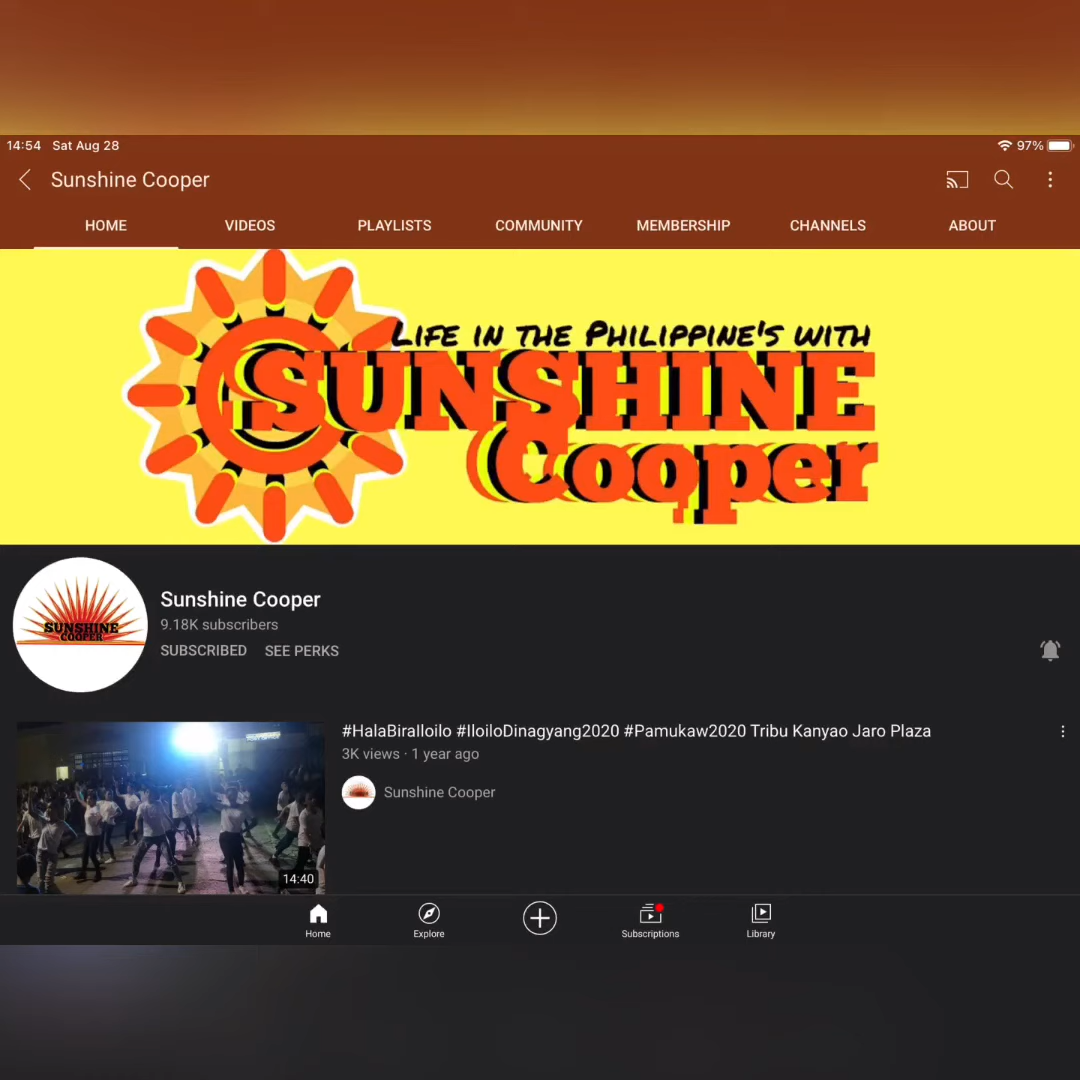 14:54 Sat Aug 28
97%
Sunshine Cooper
HOME VIDEOS PLAYLISTS COMMUNITY MEMBERSHIP CHANNELS ABOUT
LIFE IN THE PHILIPPINE'S WITH
SUNSHINE
Cooper
SUNSHINE
COOPER
Sunshine Cooper
9.18K subscribers
SUBSCRIBED SEE PERKS
#HalaBiraIloilo #IloiloDinagyang2020 #Pamukaw2020 Tribu Kanyao Jaro Plaza
3K views · 1 year ago
Sunshine Cooper
14:40
Home Explore Subscriptions Library